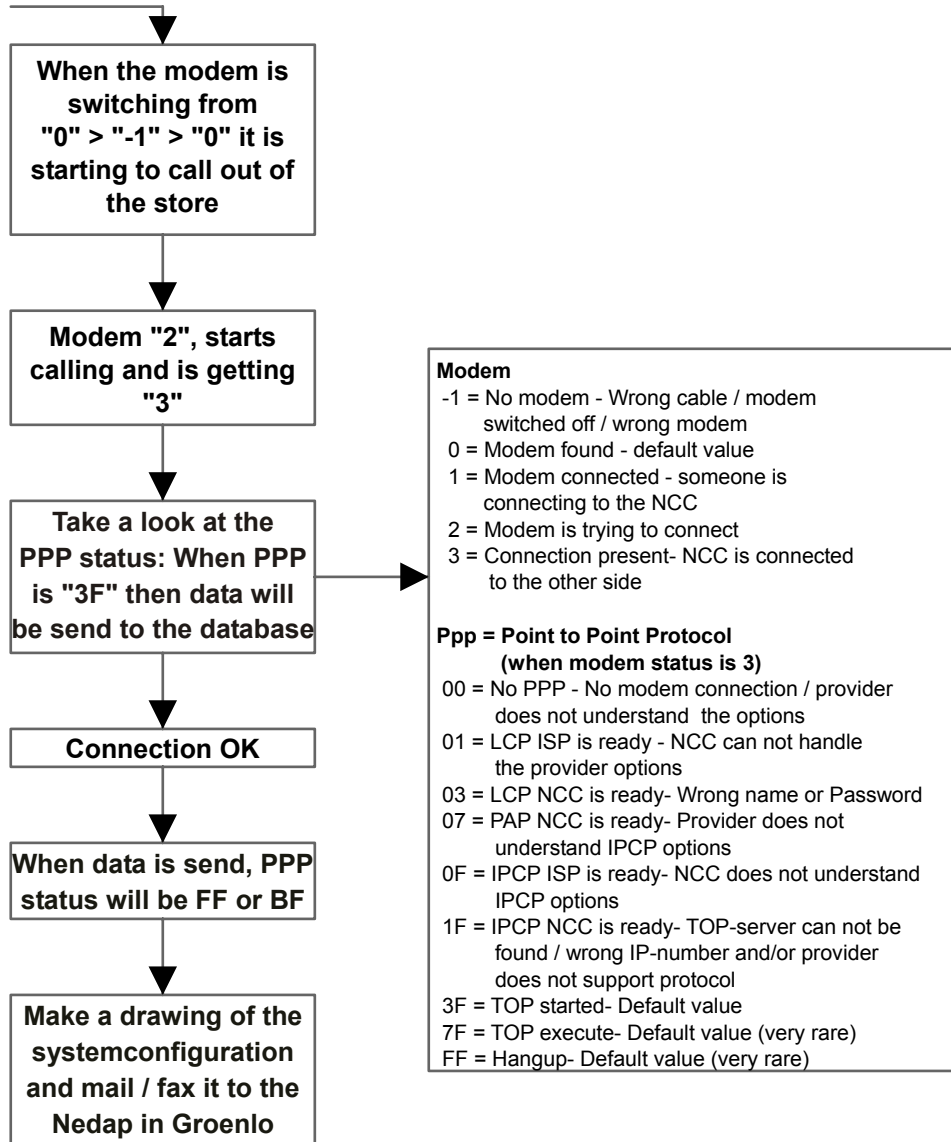 When the modem is
switching from
"0" > "-1" > "0" it is
starting to call out of
the store
Modem "2", starts
calling and is getting
"3"
Take a look at the
PPP status: When PPP
is "3F" then data will
be send to the database
Connection OK
When data is send, PPP
status will be FF or BF
Make a drawing of the
systemconfiguration
and mail / fax it to the
Nedap in Groenlo
Modem
-1 = No modem - Wrong cable / modem
switched off / wrong modem
0 = Modem found - default value
1 = Modem connected - someone is
connecting to the NCC
2 = Modem is trying to connect
3 = Connection present- NCC is connected
to the other side
Ppp = Point to Point Protocol
(when modem status is 3)
00 = No PPP - No modem connection / provider
does not understand the options
01 = LCP ISP is ready - NCC can not handle
the provider options
03 = LCP NCC is ready- Wrong name or Password
07 = PAP NCC is ready- Provider does not
understand IPCP options
0F = IPCP ISP is ready- NCC does not understand
IPCP options
1F = IPCP NCC is ready- TOP-server can not be
found / wrong IP-number and/or provider
does not support protocol
3F = TOP started- Default value
7F = TOP execute- Default value (very rare)
FF = Hangup- Default value (very rare)